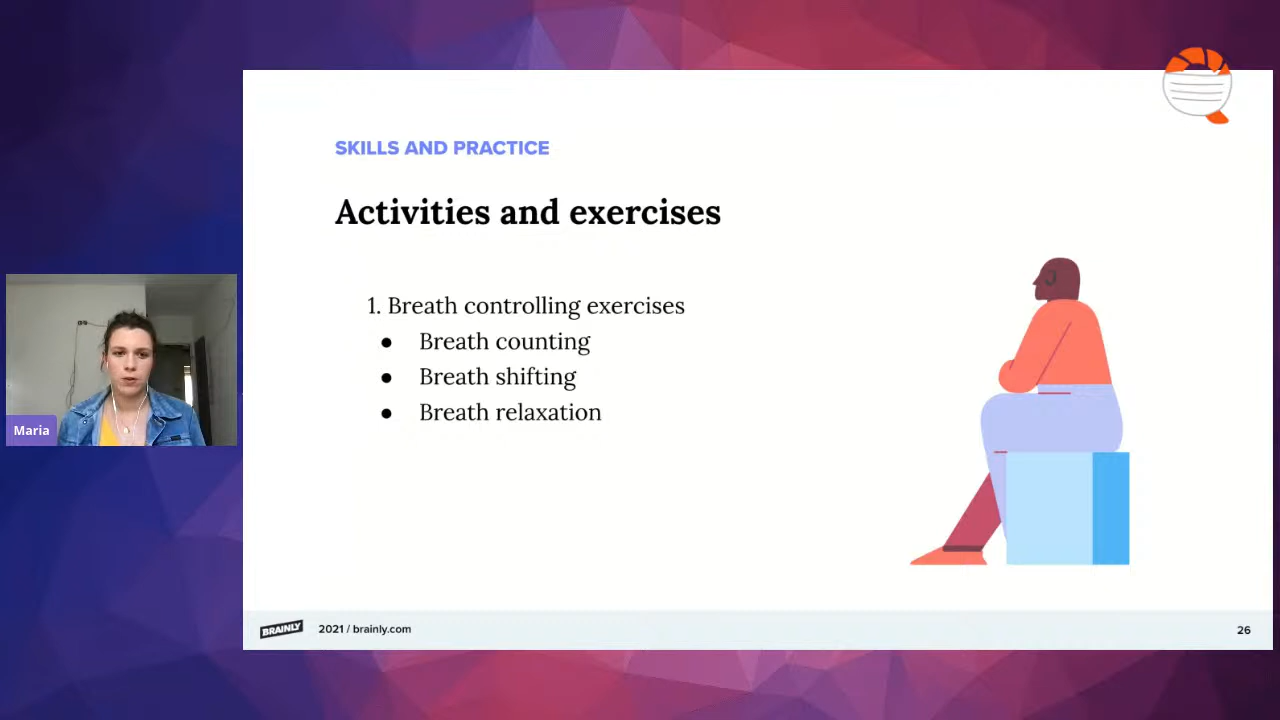 SKILLS AND PRACTICE
Activities and exercises
1. Breath controlling exercises
● Breath counting
● Breath shifting
● Breath relaxation
Maria
BRAINLY 2021 / brainly.com 26